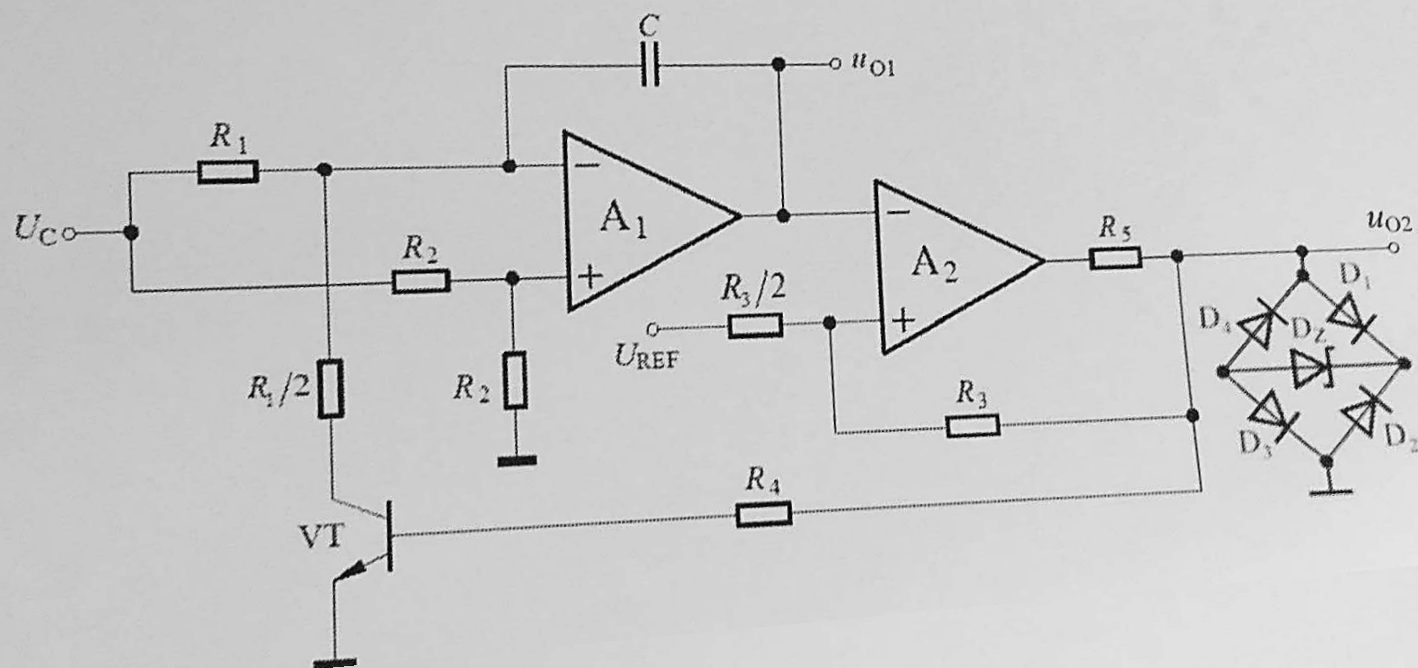 C
u_O1
R_1
−
A_1
U_C
R_2
+
−
A_2
R_5
u_O2
R_3/2
+
U_REF
D_1
D_4
D_Z
R_1/2
R_2
R_3
D_3
D_2
R_4
VT